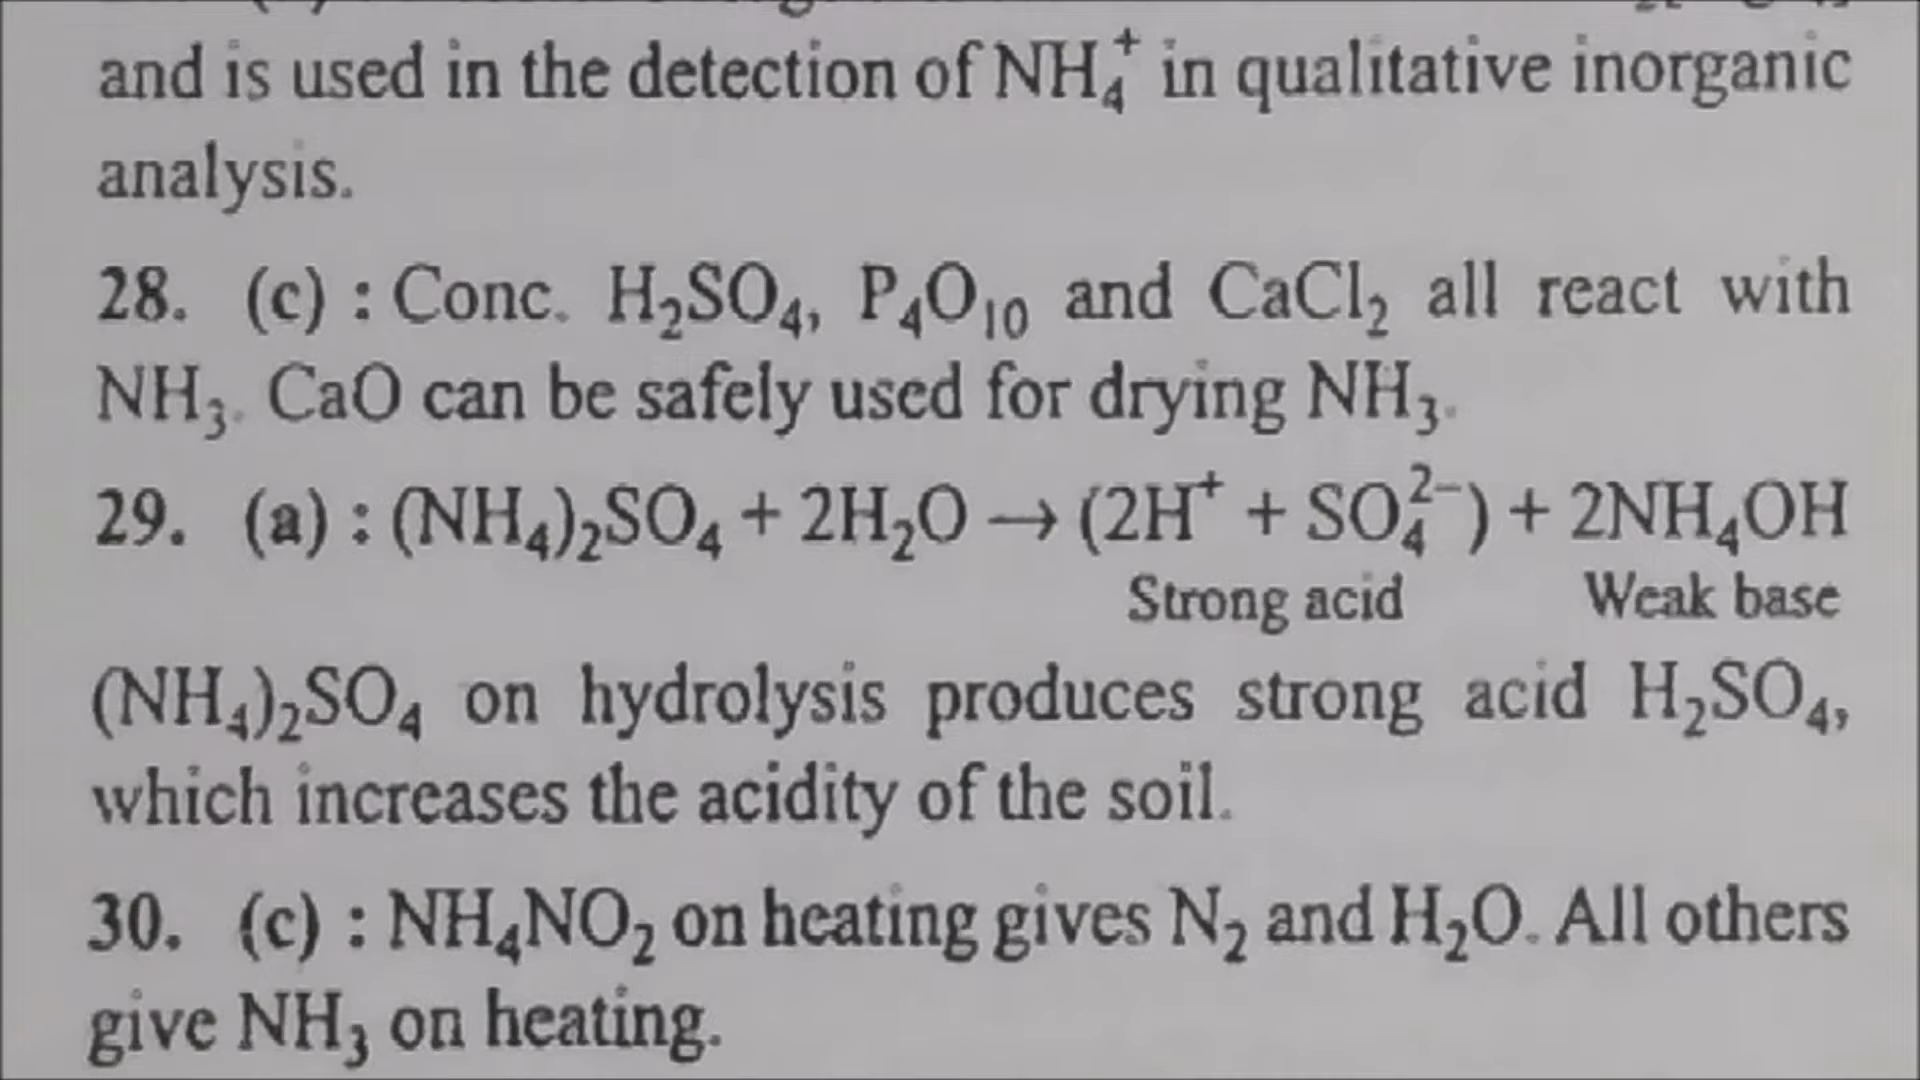 and is used in the detection of NH₄⁺ in qualitative inorganic
analysis.
28. (c) : Conc. H₂SO₄, P₄O₁₀ and CaCl₂ all react with
NH₃. CaO can be safely used for drying NH₃.
29. (a) : (NH₄)₂SO₄ + 2H₂O → (2H⁺ + SO₄²⁻) + 2NH₄OH
Strong acid Weak base
(NH₄)₂SO₄ on hydrolysis produces strong acid H₂SO₄,
which increases the acidity of the soil.
30. (c) : NH₄NO₂ on heating gives N₂ and H₂O. All others
give NH₃ on heating.